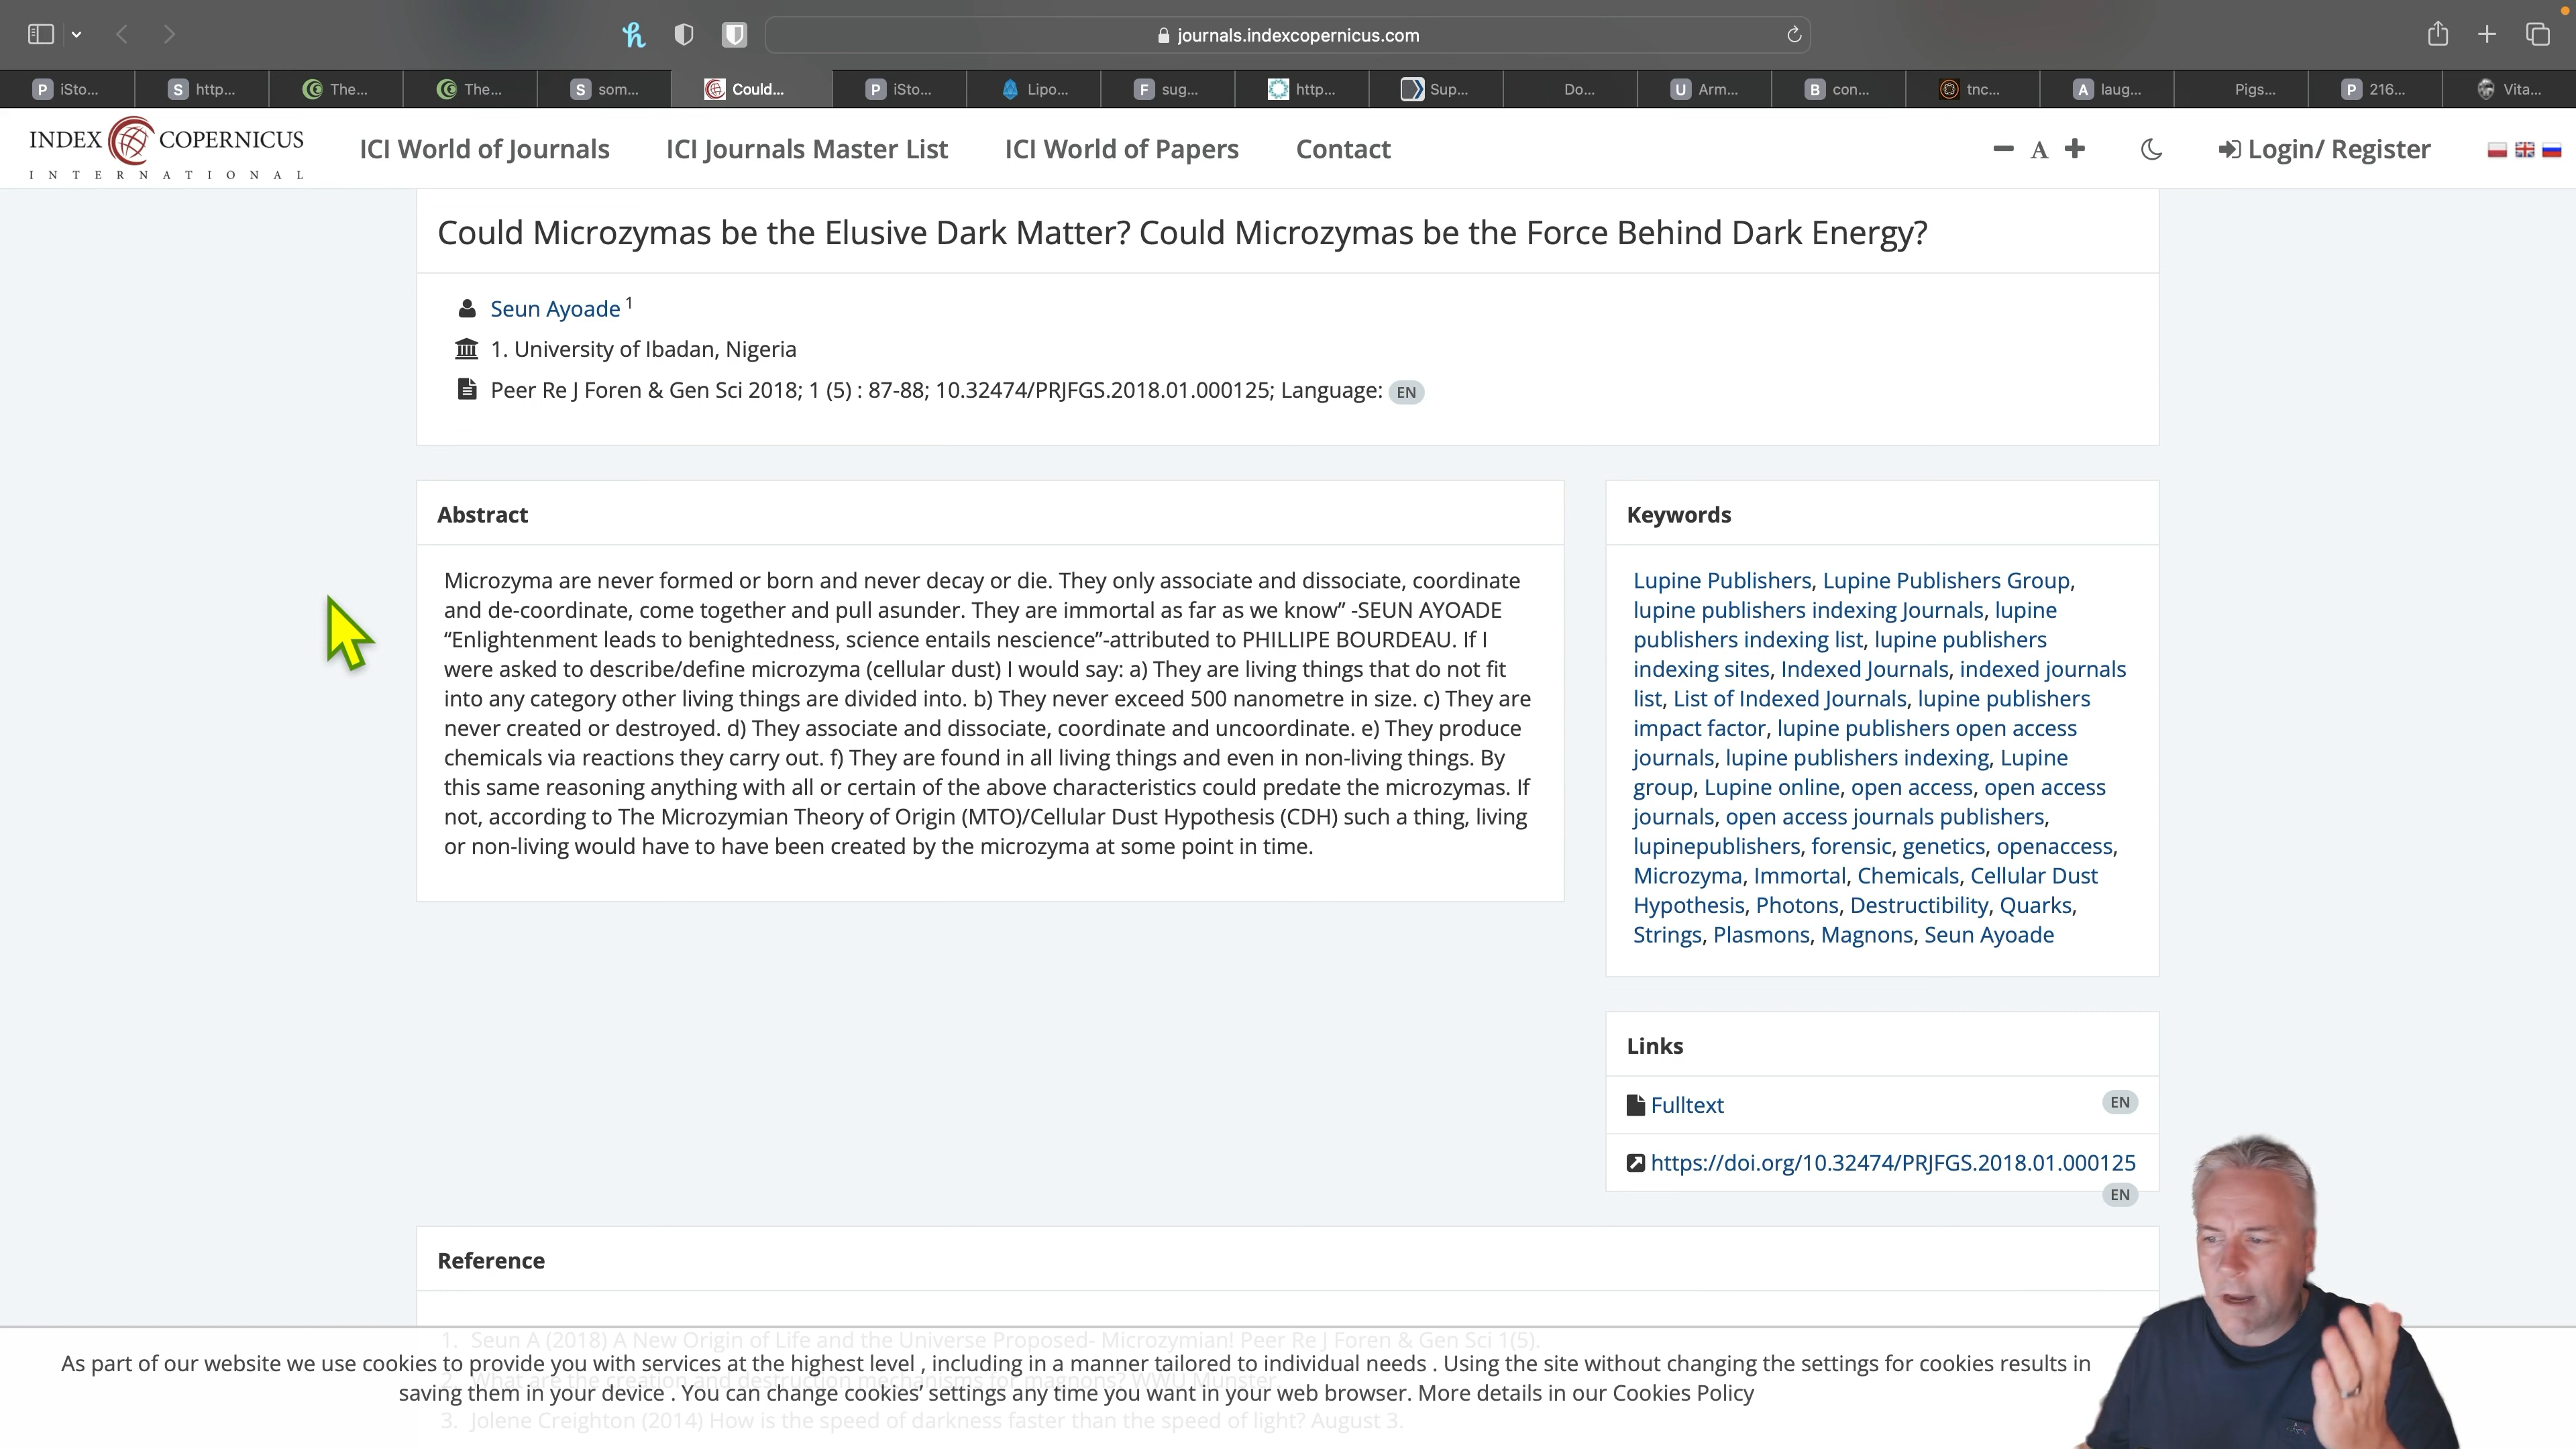 journals.indexcopernicus.com
P iSto...
S http...
The...
The...
S som...
Could...
P iSto...
Lipo...
F sug...
http...
Sup...
Do...
U Arm...
B con...
tnc...
A laug...
Pigs...
P 216...
Vita...
INDEX COPERNICUS
INTERNATIONAL
ICI World of Journals
ICI Journals Master List
ICI World of Papers
Contact
A
Login/ Register
Could Microzymas be the Elusive Dark Matter? Could Microzymas be the Force Behind Dark Energy?
Seun Ayoade 1
1. University of Ibadan, Nigeria
Peer Re J Foren & Gen Sci 2018; 1 (5) : 87-88; 10.32474/PRJFGS.2018.01.000125; Language: EN
Abstract
Microzyma are never formed or born and never decay or die. They only associate and dissociate, coordinate
and de-coordinate, come together and pull asunder. They are immortal as far as we know” -SEUN AYOADE
“Enlightenment leads to benightedness, science entails nescience”-attributed to PHILLIPE BOURDEAU. If I
were asked to describe/define microzyma (cellular dust) I would say: a) They are living things that do not fit
into any category other living things are divided into. b) They never exceed 500 nanometre in size. c) They are
never created or destroyed. d) They associate and dissociate, coordinate and uncoordinate. e) They produce
chemicals via reactions they carry out. f) They are found in all living things and even in non-living things. By
this same reasoning anything with all or certain of the above characteristics could predate the microzymas. If
not, according to The Microzymian Theory of Origin (MTO)/Cellular Dust Hypothesis (CDH) such a thing, living
or non-living would have to have been created by the microzyma at some point in time.
Keywords
Lupine Publishers, Lupine Publishers Group,
lupine publishers indexing Journals, lupine
publishers indexing list, lupine publishers
indexing sites, Indexed Journals, indexed journals
list, List of Indexed Journals, lupine publishers
impact factor, lupine publishers open access
journals, lupine publishers indexing, Lupine
group, Lupine online, open access, open access
journals, open access journals publishers,
lupinepublishers, forensic, genetics, openaccess,
Microzyma, Immortal, Chemicals, Cellular Dust
Hypothesis, Photons, Destructibility, Quarks,
Strings, Plasmons, Magnons, Seun Ayoade
Links
Fulltext EN
https://doi.org/10.32474/PRJFGS.2018.01.000125
EN
Reference
1. Seun A (2018) A New Origin of Life and the Universe Proposed- Microzymian! Peer Re J Foren & Gen Sci 1(5).
As part of our website we use cookies to provide you with services at the highest level , including in a manner tailored to individual needs . Using the site without changing the settings for cookies results in
2. What are the creation and destruction mechanisms for magnons? WWU Munster.
saving them in your device . You can change cookies’ settings any time you want in your web browser. More details in our Cookies Policy
3. Jolene Creighton (2014) How is the speed of darkness faster than the speed of light? August 3.